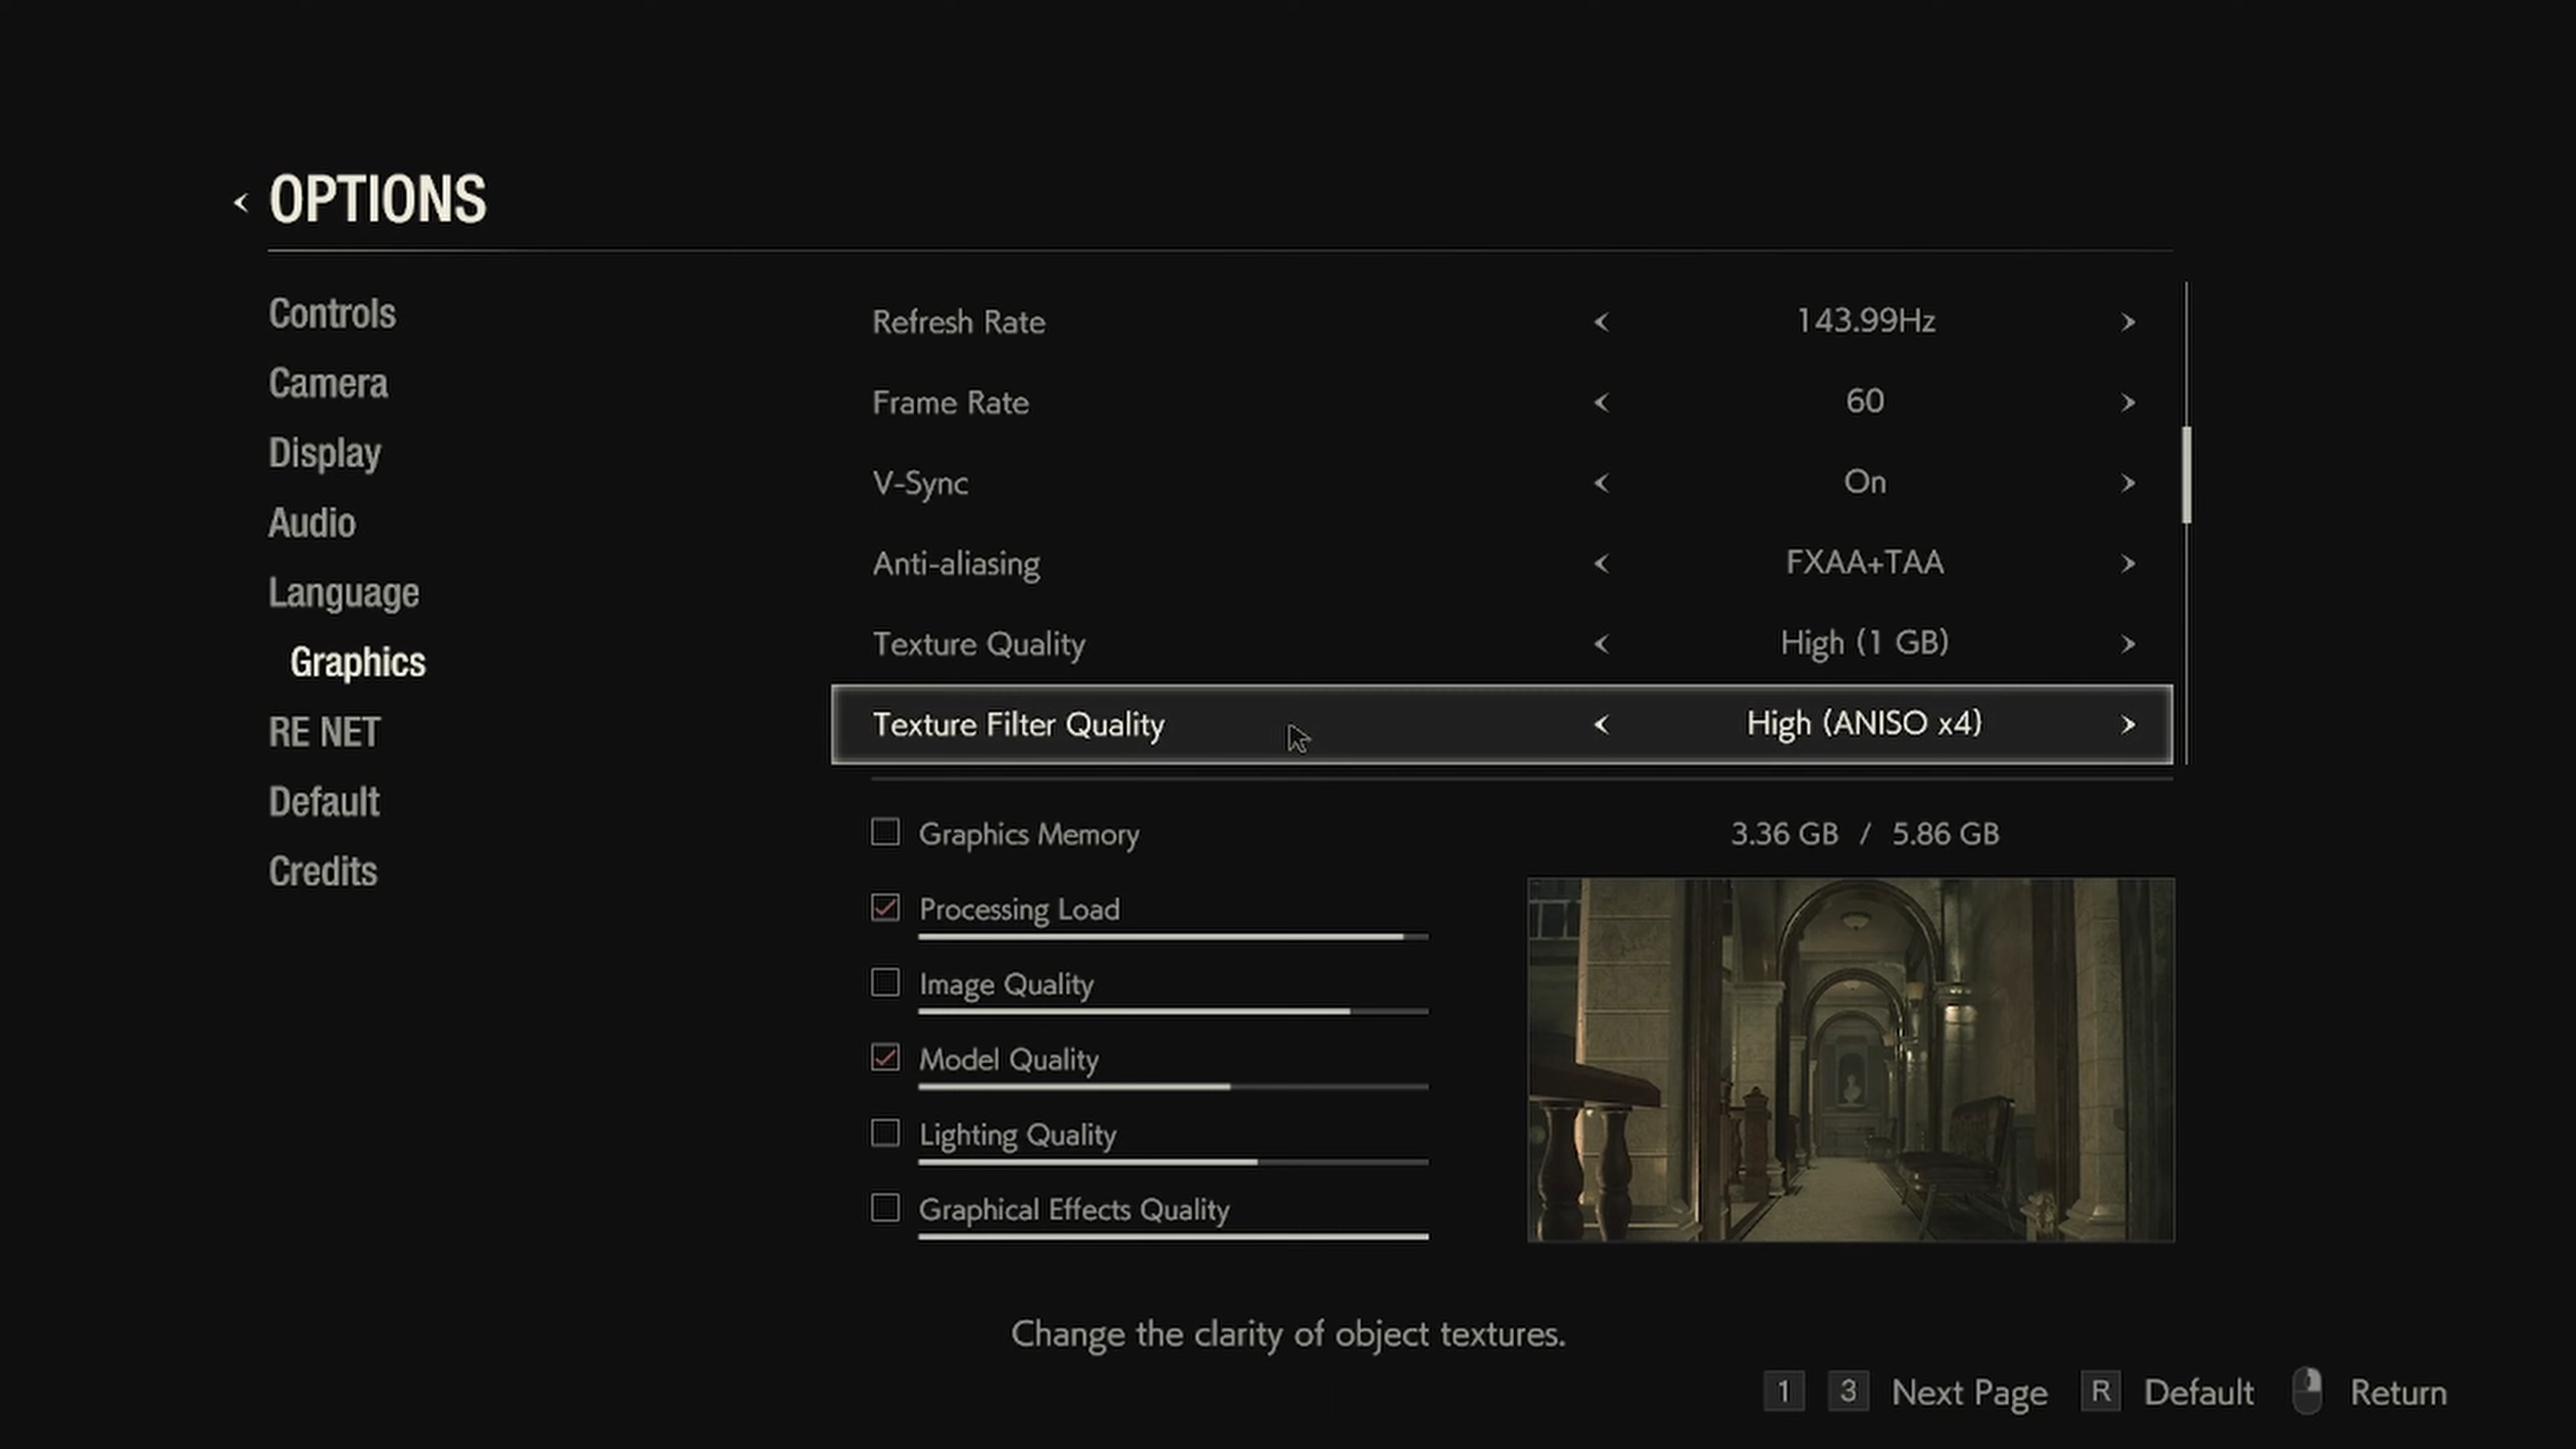 OPTIONS
Controls
Camera
Display
Audio
Language
Graphics
RE NET
Default
Credits
Refresh Rate 143.99Hz
Frame Rate 60
V-Sync On
Anti-aliasing FXAA+TAA
Texture Quality High (1 GB)
Texture Filter Quality High (ANISO x4)
Graphics Memory 3.36 GB / 5.86 GB
Processing Load
Image Quality
Model Quality
Lighting Quality
Graphical Effects Quality
Change the clarity of object textures.
1 3 Next Page R Default Return